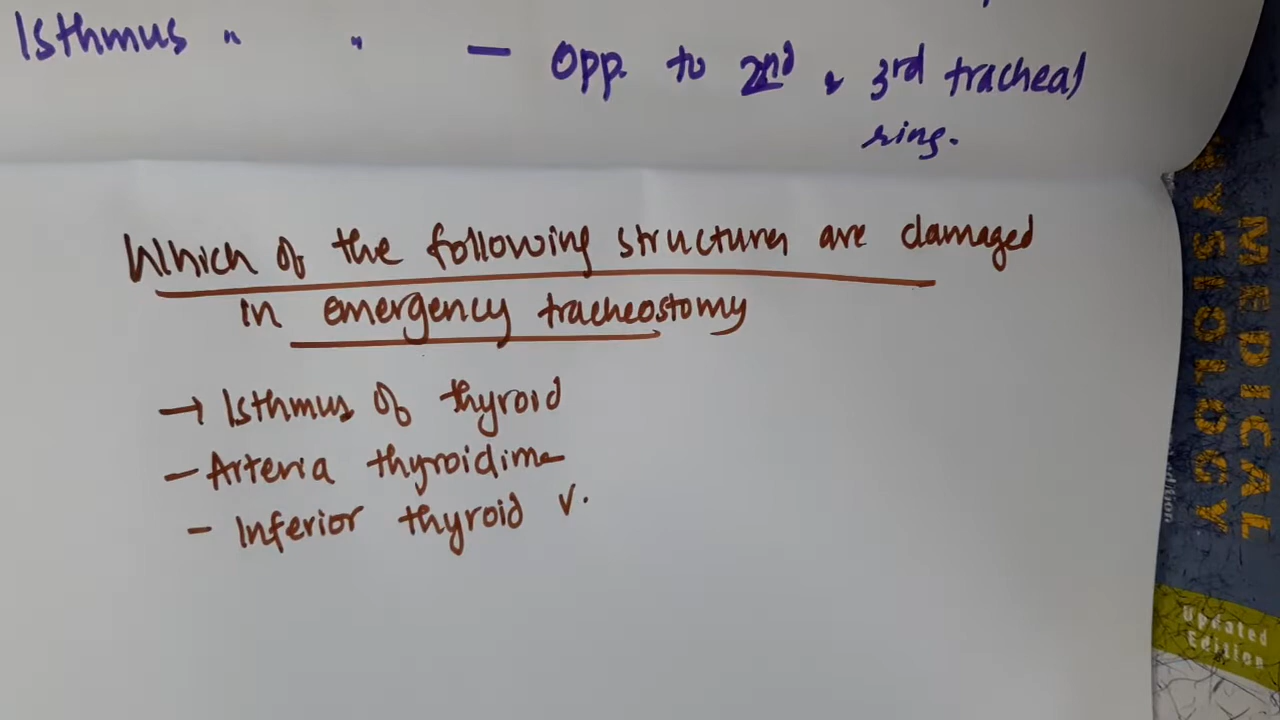 Isthmus " " — Opp. to 2nd & 3rd tracheal
ring.
Which of the following structures are damaged
in emergency tracheostomy
→ Isthmus of thyroid
– Arteria thyroidima
– Inferior thyroid V.
MEDICAL
YSIOLOGY
Updated
Edition